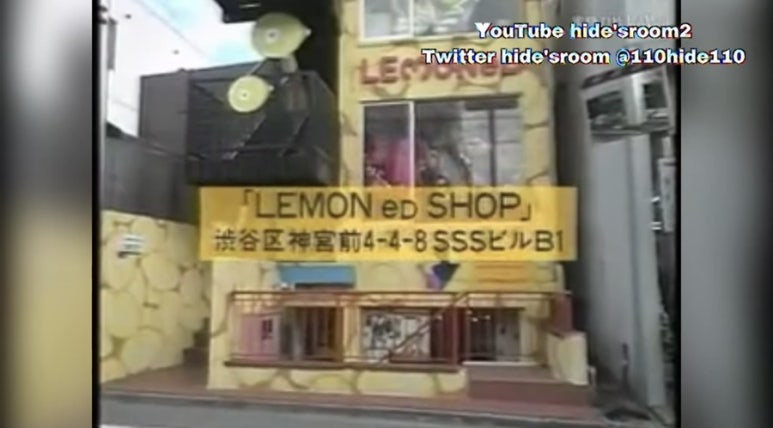 YouTube hide'sroom2
Twitter hide'sroom @110hide110
LEMONeD
「LEMON eD SHOP」
渋谷区神宮前4-4-8 SSSビルB1